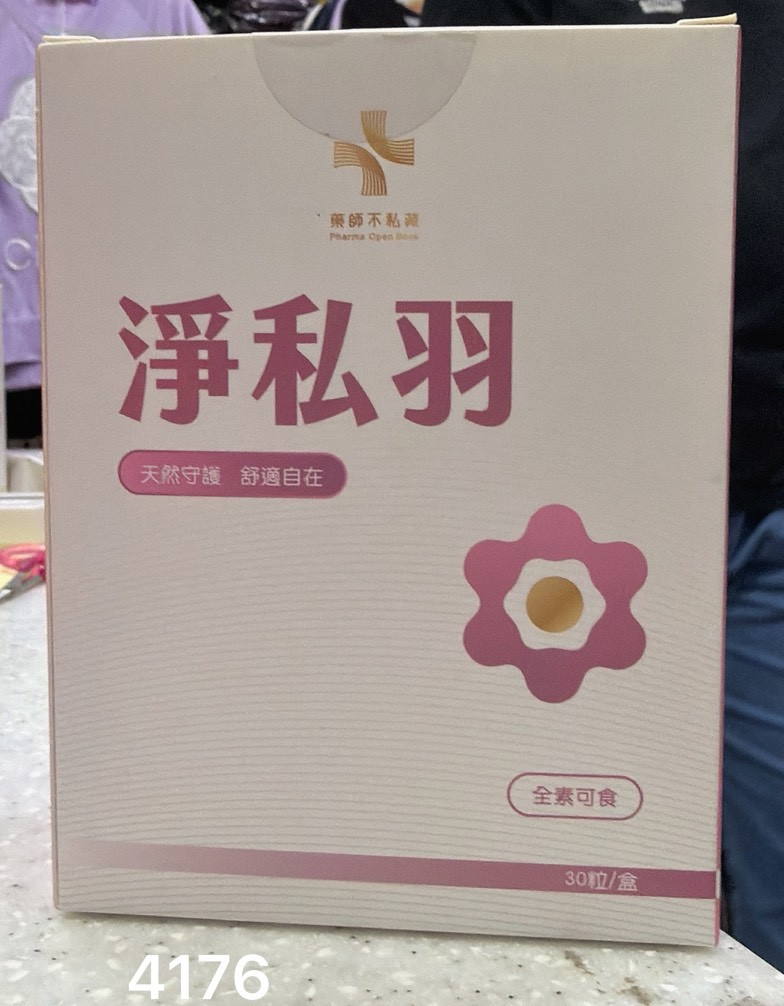 藥師不私藏
Pharma Open Book
淨私羽
天然守護 舒適自在
全素可食
30粒/盒
4176